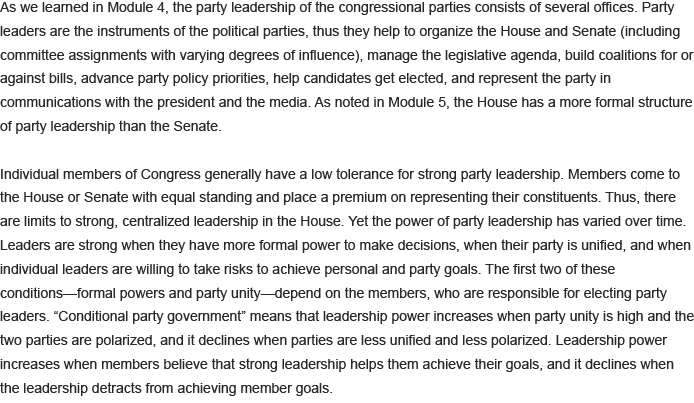 As we learned in Module 4, the party leadership of the congressional parties consists of several offices. Party
leaders are the instruments of the political parties, thus they help to organize the House and Senate (including
committee assignments with varying degrees of influence), manage the legislative agenda, build coalitions for or
against bills, advance party policy priorities, help candidates get elected, and represent the party in
communications with the president and the media. As noted in Module 5, the House has a more formal structure
of party leadership than the Senate.
Individual members of Congress generally have a low tolerance for strong party leadership. Members come to
the House or Senate with equal standing and place a premium on representing their constituents. Thus, there
are limits to strong, centralized leadership in the House. Yet the power of party leadership has varied over time.
Leaders are strong when they have more formal power to make decisions, when their party is unified, and when
individual leaders are willing to take risks to achieve personal and party goals. The first two of these
conditions—formal powers and party unity—depend on the members, who are responsible for electing party
leaders. “Conditional party government” means that leadership power increases when party unity is high and the
two parties are polarized, and it declines when parties are less unified and less polarized. Leadership power
increases when members believe that strong leadership helps them achieve their goals, and it declines when
the leadership detracts from achieving member goals.